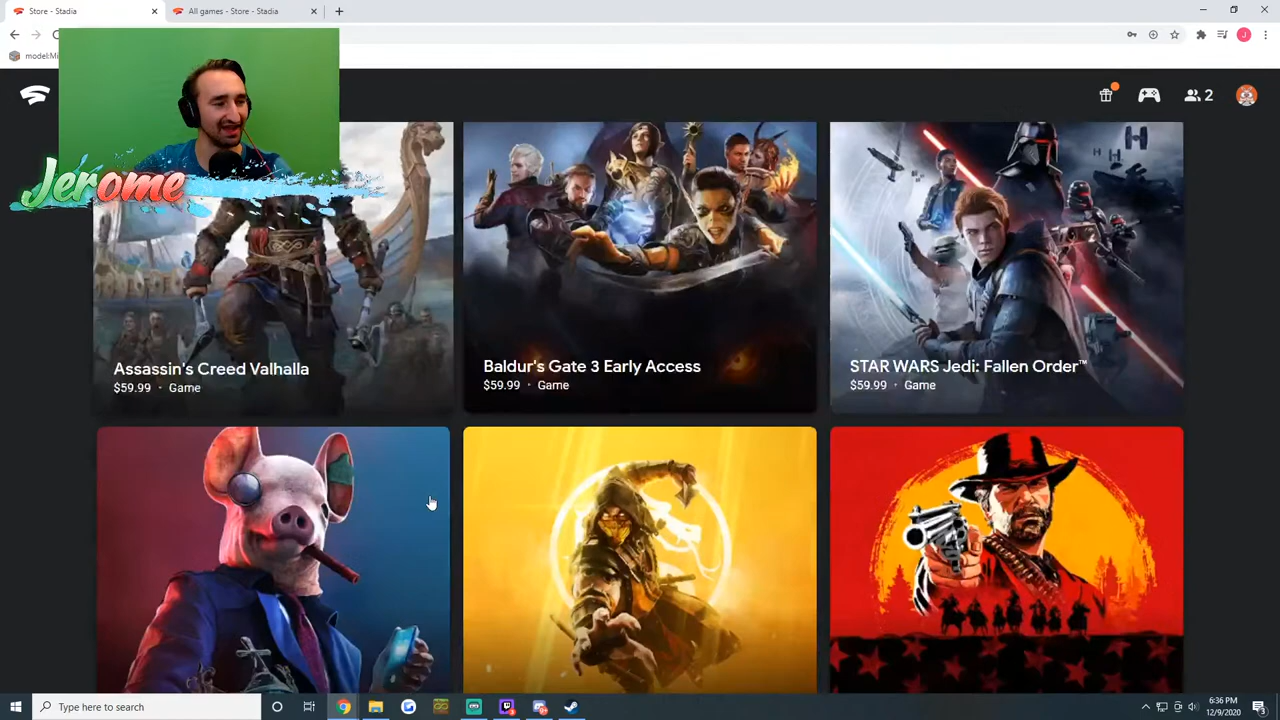 Store - Stadia
All games - Store - Stadia
model:Mi
J
2
Jerome
Assassin's Creed Valhalla
$59.99 · Game
Baldur's Gate 3 Early Access
$59.99 · Game
STAR WARS Jedi: Fallen Order™
$59.99 · Game
Type here to search
6:36 PM
12/9/2020